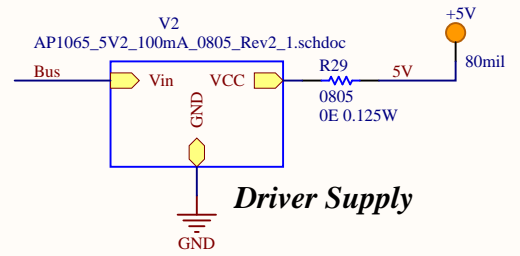 V2
AP1065_5V2_100mA_0805_Rev2_1.schdoc
+5V
80mil
Bus
Vin
VCC
GND
R29
0805
0E 0.125W
5V
Driver Supply
GND